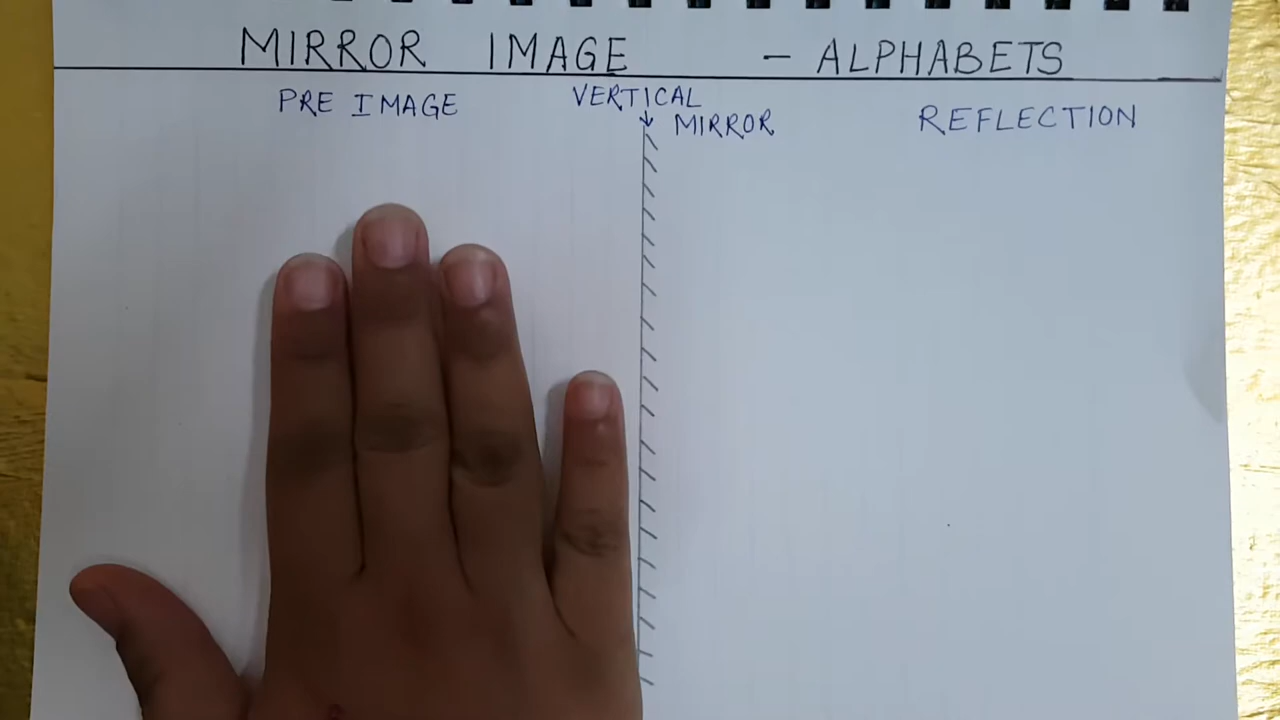 MIRROR IMAGE - ALPHABETS
PRE IMAGE
VERTICAL
MIRROR
REFLECTION